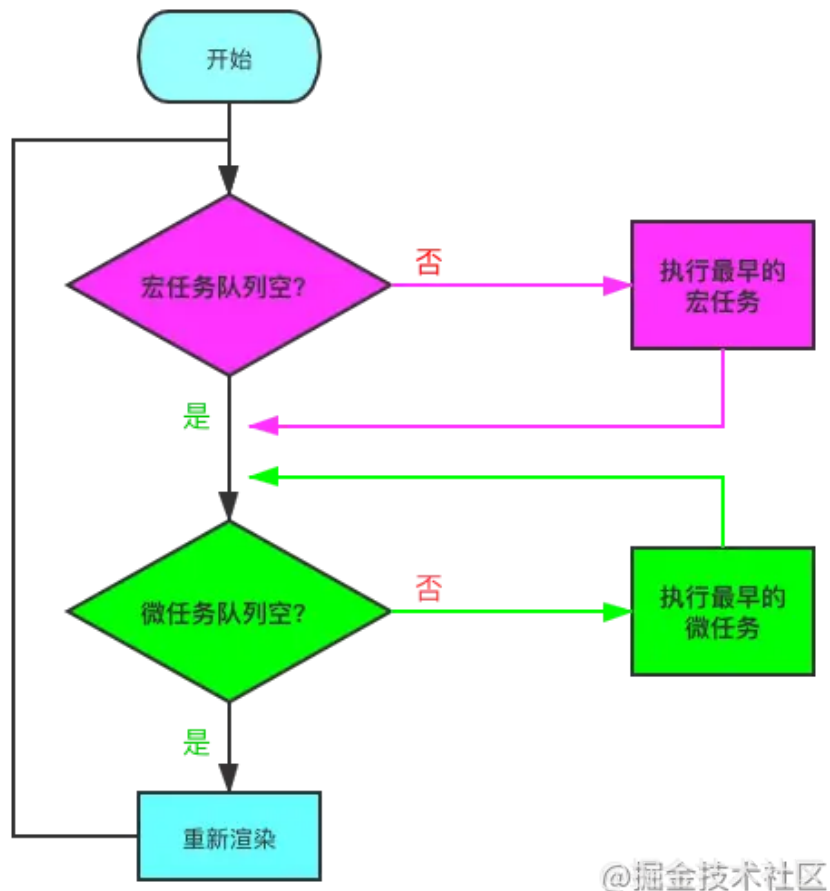 开始
宏任务队列空?
否
执行最早的
宏任务
是
微任务队列空?
否
执行最早的
微任务
是
重新渲染
@掘金技术社区